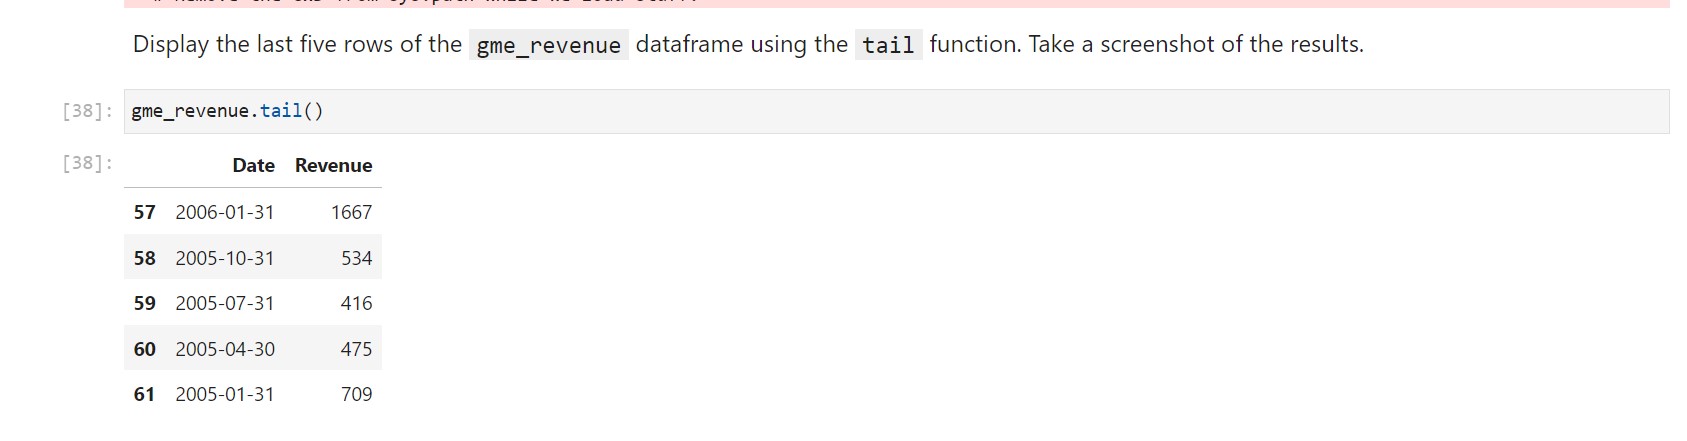 Display the last five rows of the gme_revenue dataframe using the tail function. Take a screenshot of the results.
[38]: gme_revenue.tail()
[38]: Date Revenue
57 2006-01-31 1667
58 2005-10-31 534
59 2005-07-31 416
60 2005-04-30 475
61 2005-01-31 709